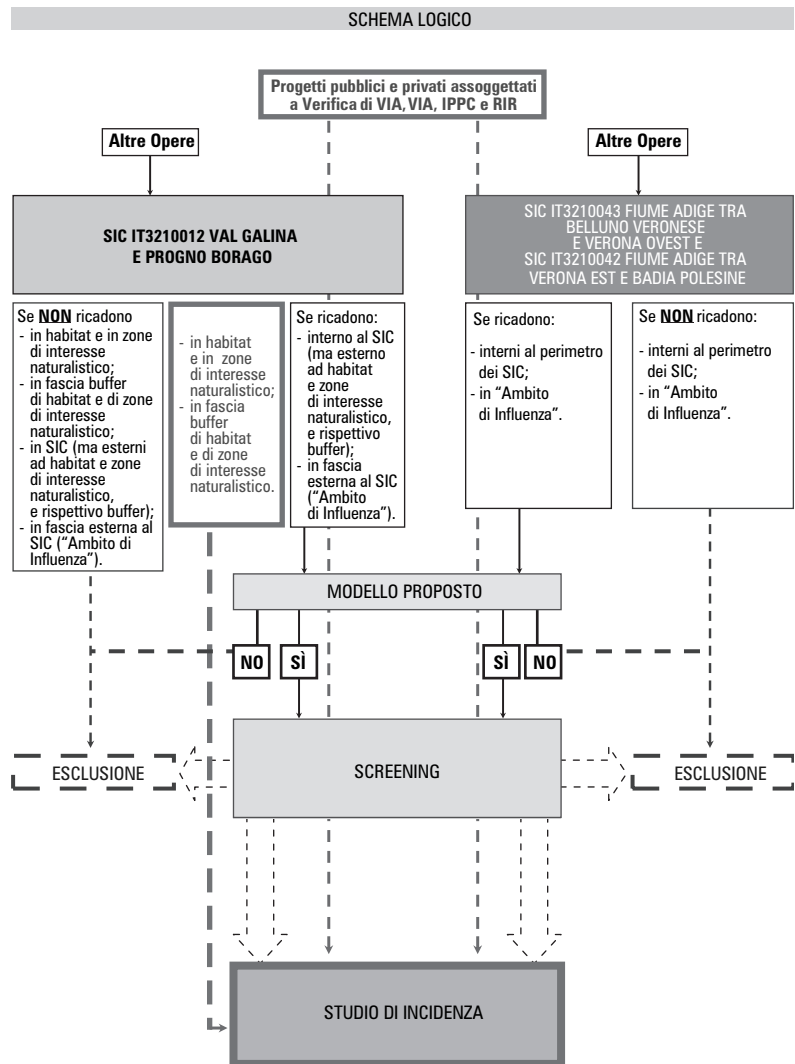 SCHEMA LOGICO
Progetti pubblici e privati assoggettati
a Verifica di VIA, VIA, IPPC e RIR
Altre Opere
Altre Opere
SIC IT3210012 VAL GALINA
E PROGNO BORAGO
SIC IT3210043 FIUME ADIGE TRA
BELLUNO VERONESE
E VERONA OVEST E
SIC IT3210042 FIUME ADIGE TRA
VERONA EST E BADIA POLESINE
Se NON ricadono
- in habitat e in zone
di interesse
naturalistico;
- in fascia buffer
di habitat e di zone
di interesse
naturalistico;
- in SIC (ma esterni
ad habitat e zone
di interesse
naturalistico,
e rispettivo buffer);
- in fascia esterna al
SIC ("Ambito di
Influenza").
- in habitat
e in zone
di interesse
naturalistico;
- in fascia
buffer
di habitat
e di zone
di interesse
naturalistico.
Se ricadono:
- interno al SIC
(ma esterno
ad habitat
e zone
di interesse
naturalistico,
e rispettivo
buffer);
- in fascia
esterna al SIC
("Ambito
di Influenza").
Se ricadono:
- interni al perimetro
dei SIC;
- in "Ambito
di Influenza".
Se NON ricadono:
- interni al perimetro
dei SIC;
- in "Ambito
di Influenza".
MODELLO PROPOSTO
NO
SÌ
SÌ
NO
ESCLUSIONE
SCREENING
ESCLUSIONE
STUDIO DI INCIDENZA